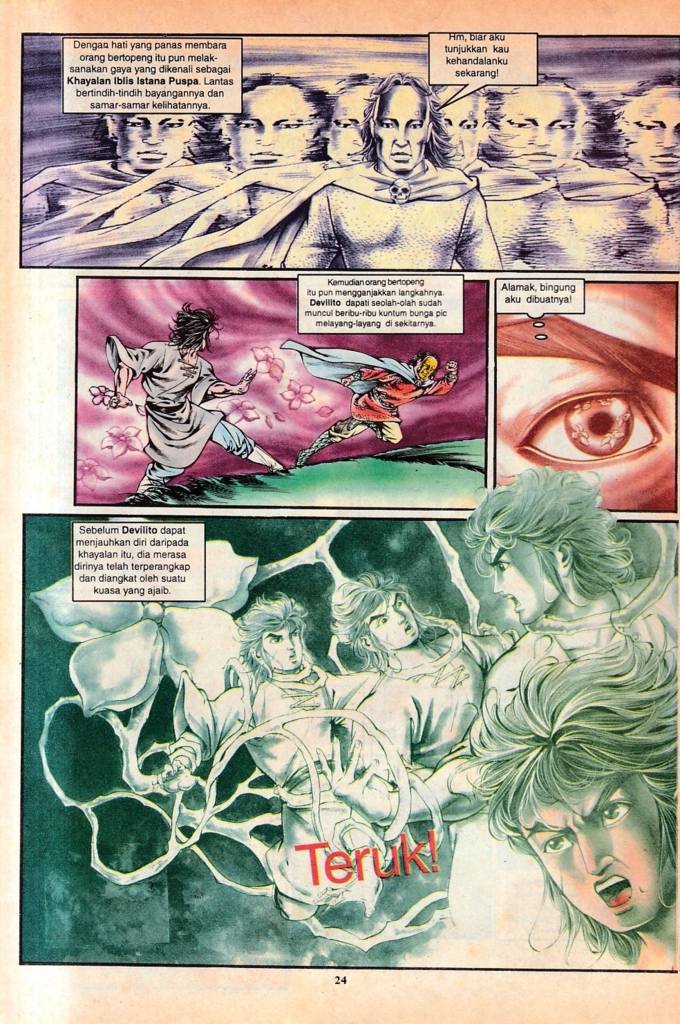 Dengan hati yang panas membara
orang bertopeng itu pun melak-
sanakan gaya yang dikenali sebagai
Khayalan Iblis Istana Puspa. Lantas
bertindih-tindih bayangannya dan
samar-samar kelihatannya.
Hm, biar aku
tunjukkan kau
kehandalanku
sekarang!
Kemudian orang bertopeng
itu pun mengganjakkan langkahnya.
Devilito dapati seolah-olah sudah
muncul beribu-ribu kuntum bunga pic
melayang-layang di sekitarnya.
Alamak, bingung
aku dibuatnya!
Sebelum Devilito dapat
menjauhkan diri daripada
khayalan itu, dia merasa
dirinya telah terperangkap
dan diangkat oleh suatu
kuasa yang ajaib.
Teruk!
24